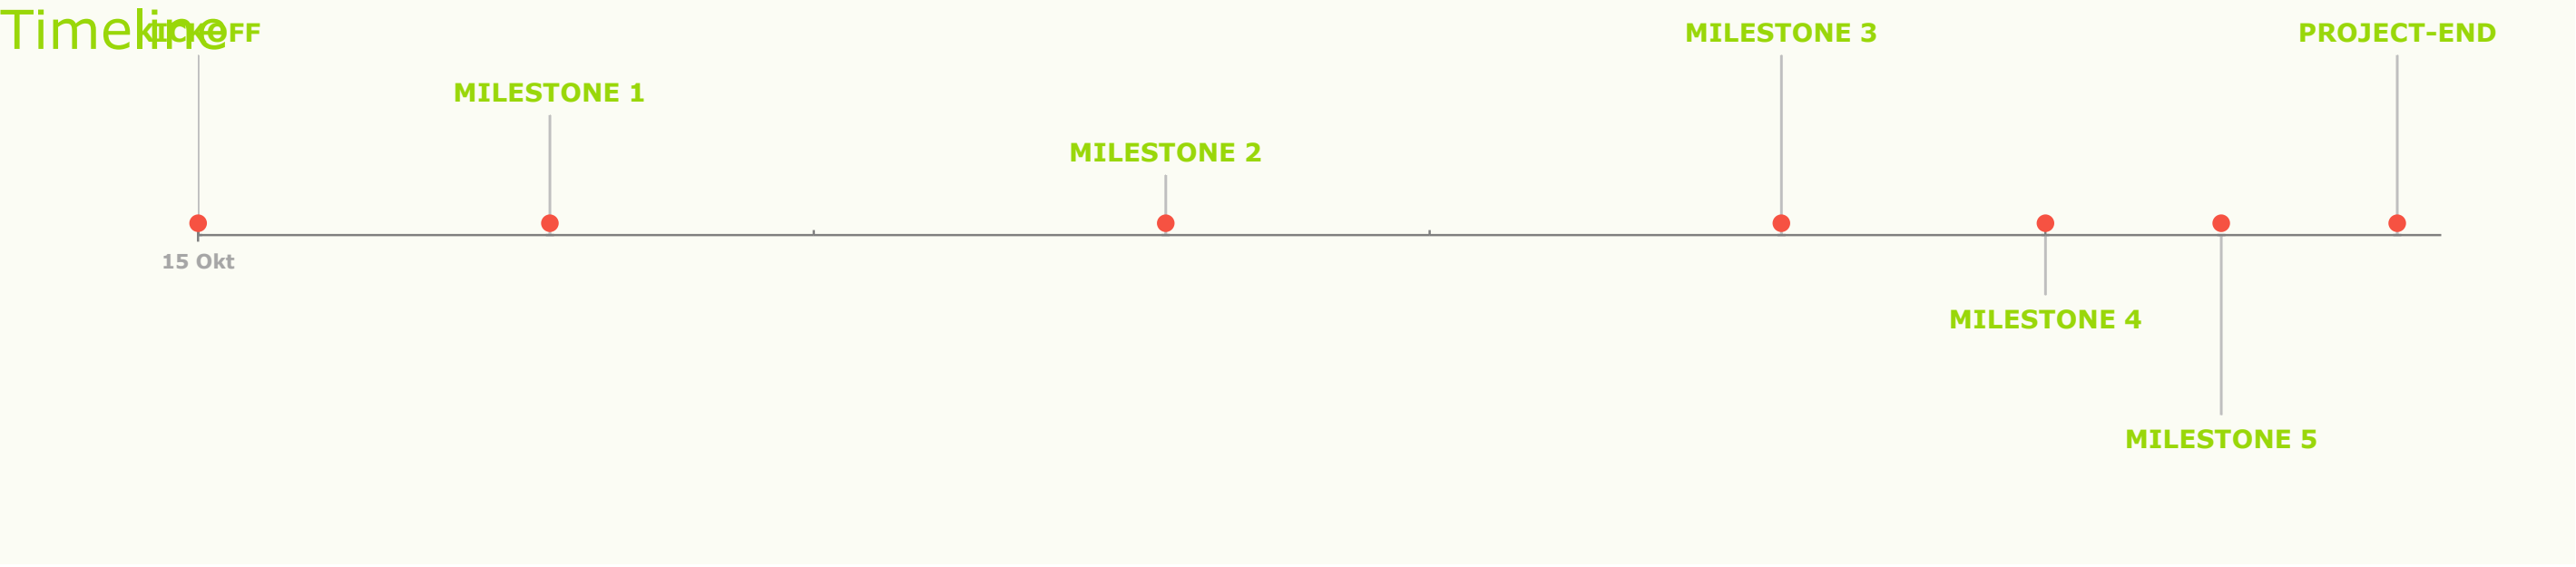 Timeline
KICKOFF
MILESTONE 3
PROJECT-END
MILESTONE 1
MILESTONE 2
15 Okt
MILESTONE 4
MILESTONE 5